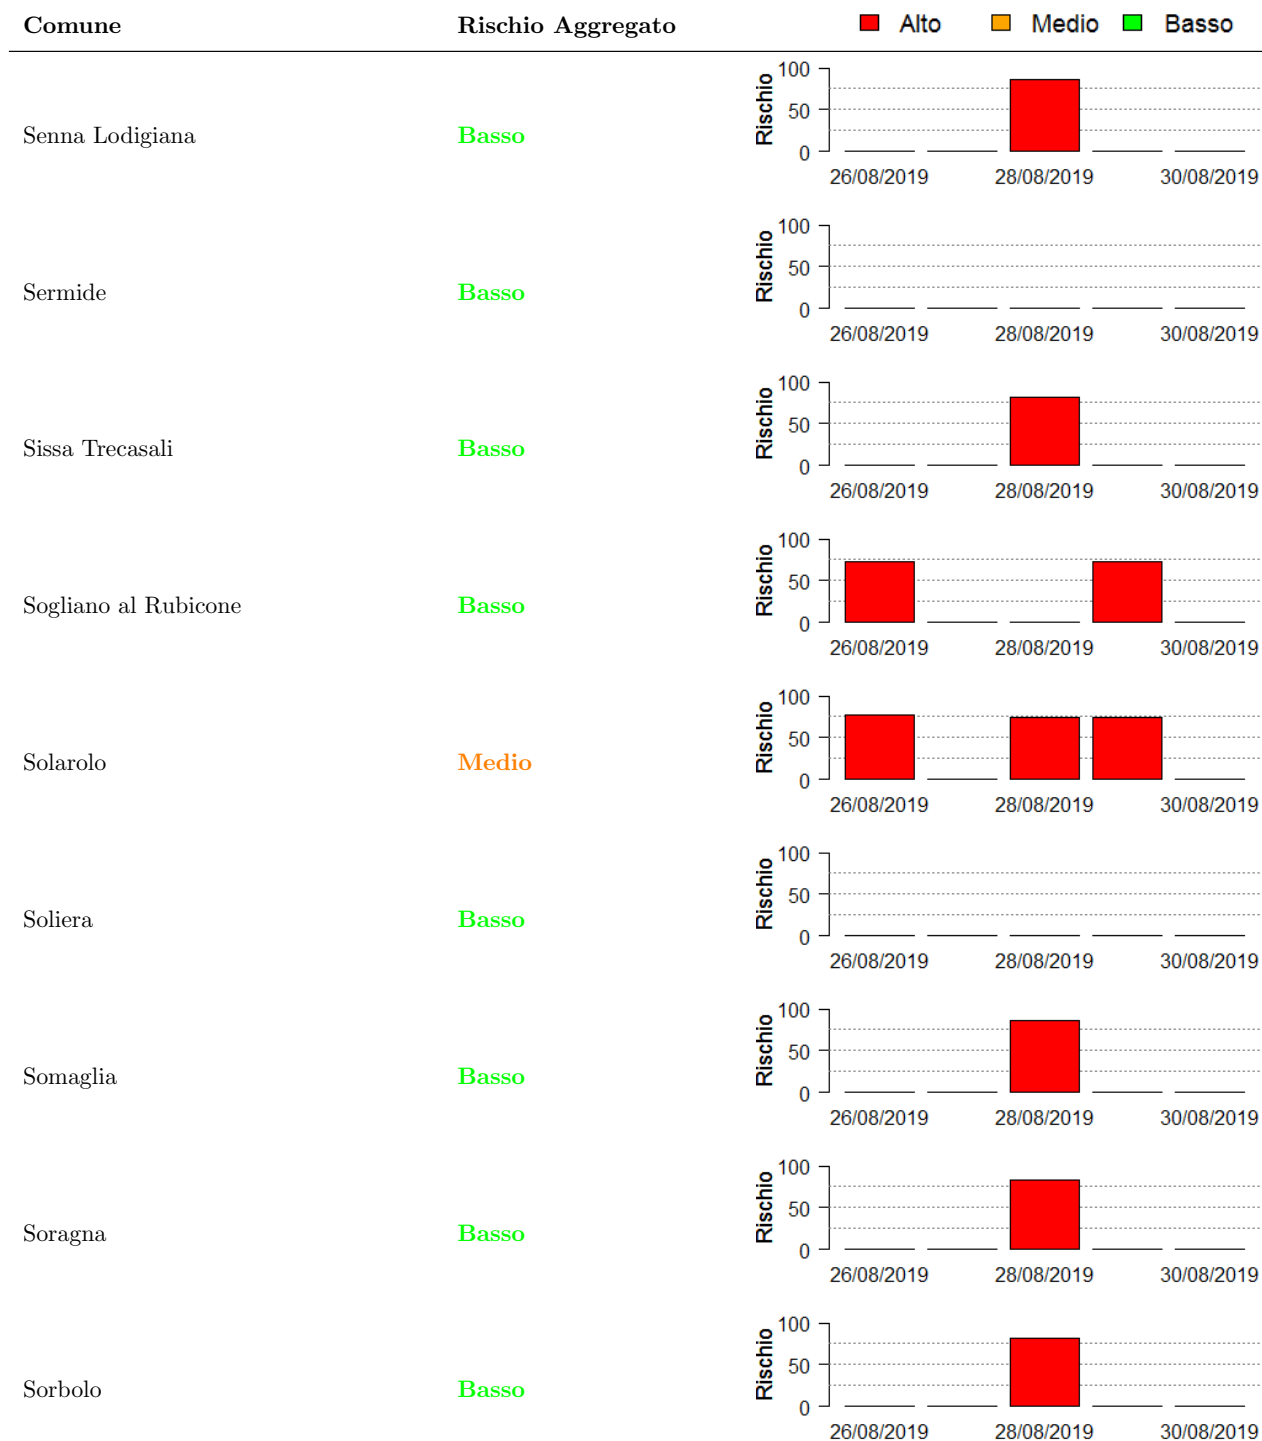 Comune Rischio Aggregato Alto Medio Basso
100
50
0
Rischio
Senna Lodigiana Basso
26/08/2019 28/08/2019 30/08/2019
100
50
0
Rischio
Sermide Basso
26/08/2019 28/08/2019 30/08/2019
100
50
0
Rischio
Sissa Trecasali Basso
26/08/2019 28/08/2019 30/08/2019
100
50
0
Rischio
Sogliano al Rubicone Basso
26/08/2019 28/08/2019 30/08/2019
100
50
0
Rischio
Solarolo Medio
26/08/2019 28/08/2019 30/08/2019
100
50
0
Rischio
Soliera Basso
26/08/2019 28/08/2019 30/08/2019
100
50
0
Rischio
Somaglia Basso
26/08/2019 28/08/2019 30/08/2019
100
50
0
Rischio
Soragna Basso
26/08/2019 28/08/2019 30/08/2019
100
50
0
Rischio
Sorbolo Basso
26/08/2019 28/08/2019 30/08/2019